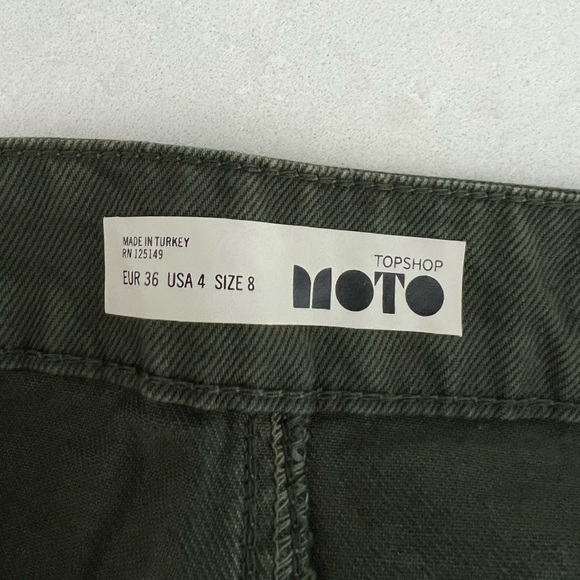 MADE IN TURKEY
RN 125149
EUR 36 USA 4 SIZE 8
TOPSHOP
MOTO